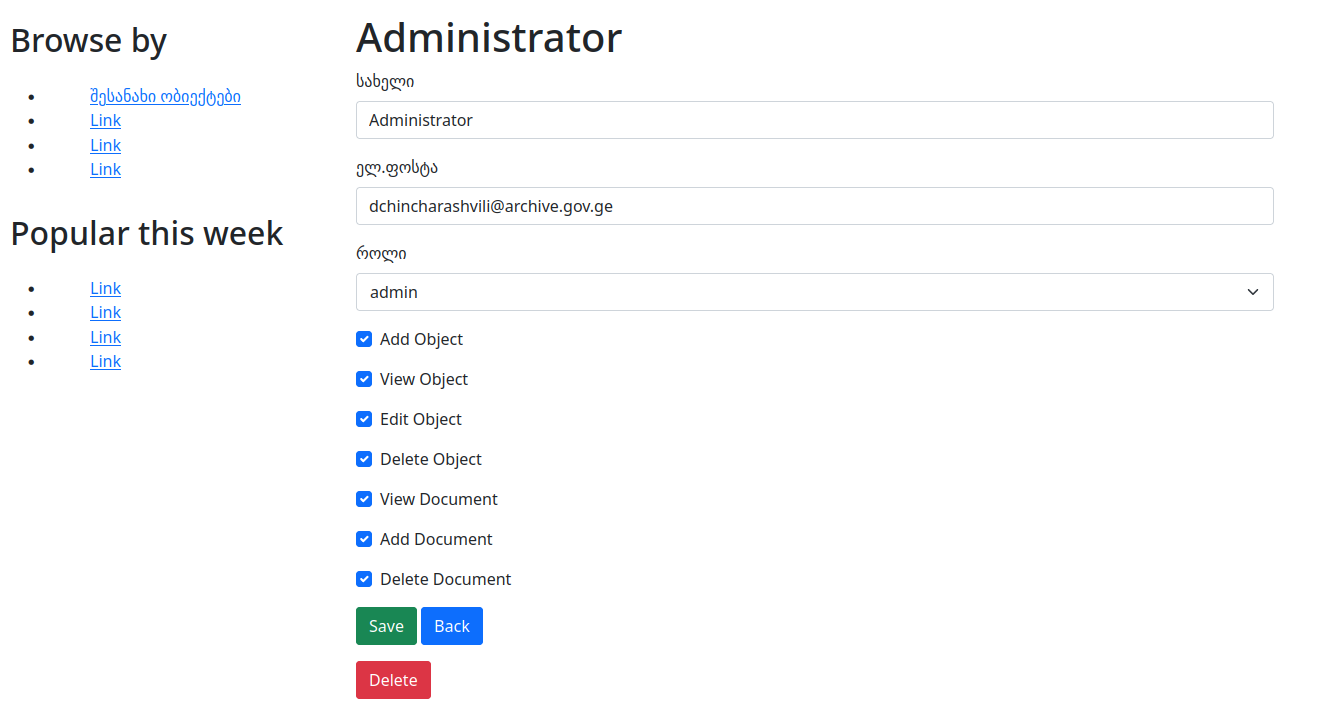 Browse by
შესანახი ობიექტები
Link
Link
Link
Popular this week
Link
Link
Link
Link
Administrator
სახელი
Administrator
ელ.ფოსტა
dchincharashvili@archive.gov.ge
როლი
admin
Add Object
View Object
Edit Object
Delete Object
View Document
Add Document
Delete Document
Save Back
Delete